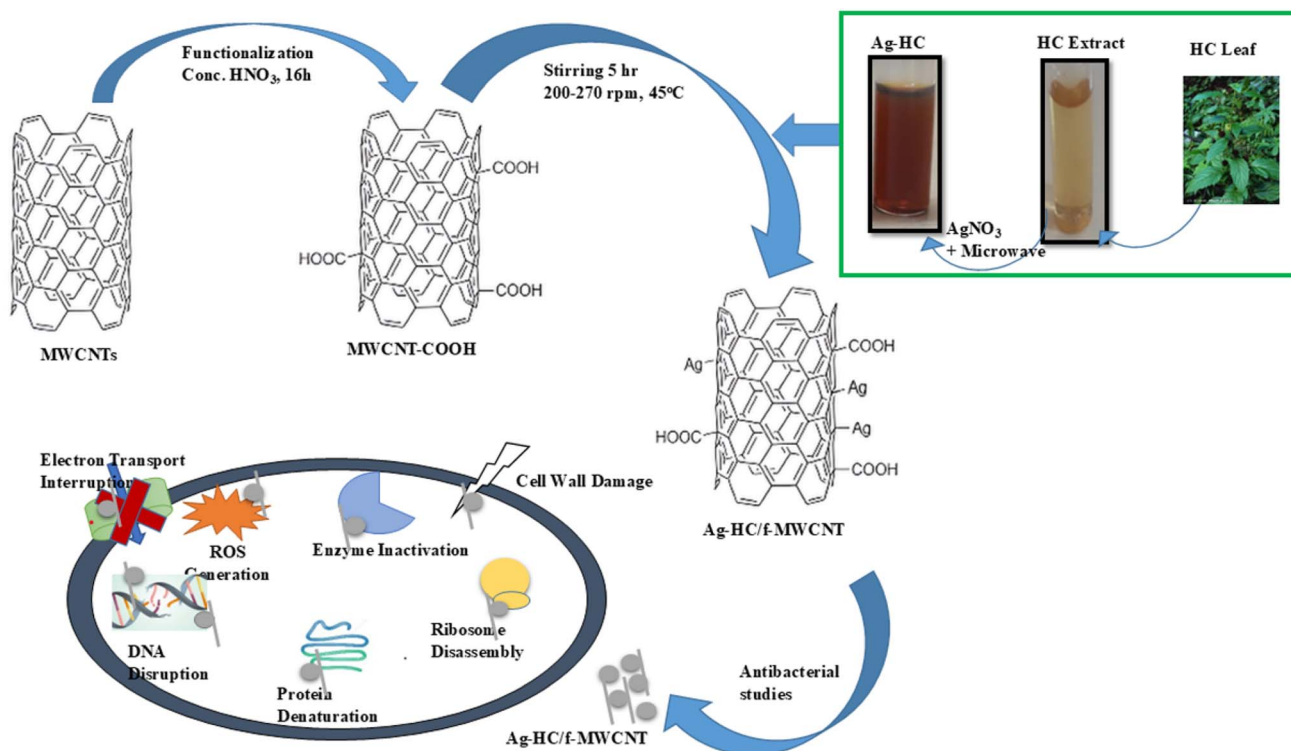 Functionalization
Conc. HNO₃, 16h
Stirring 5 hr
200-270 rpm, 45°C
Ag-HC
HC Extract
HC Leaf
AgNO₃
+ Microwave
COOH
HOOC
COOH
MWCNTs
MWCNT-COOH
Ag
COOH
Ag
Ag
HOOC
COOH
Ag-HC/f-MWCNT
Electron Transport
Interruption
Cell Wall Damage
ROS
Generation
Enzyme Inactivation
DNA
Disruption
Ribosome
Disassembly
Protein
Denaturation
Antibacterial
studies
Ag-HC/f-MWCNT